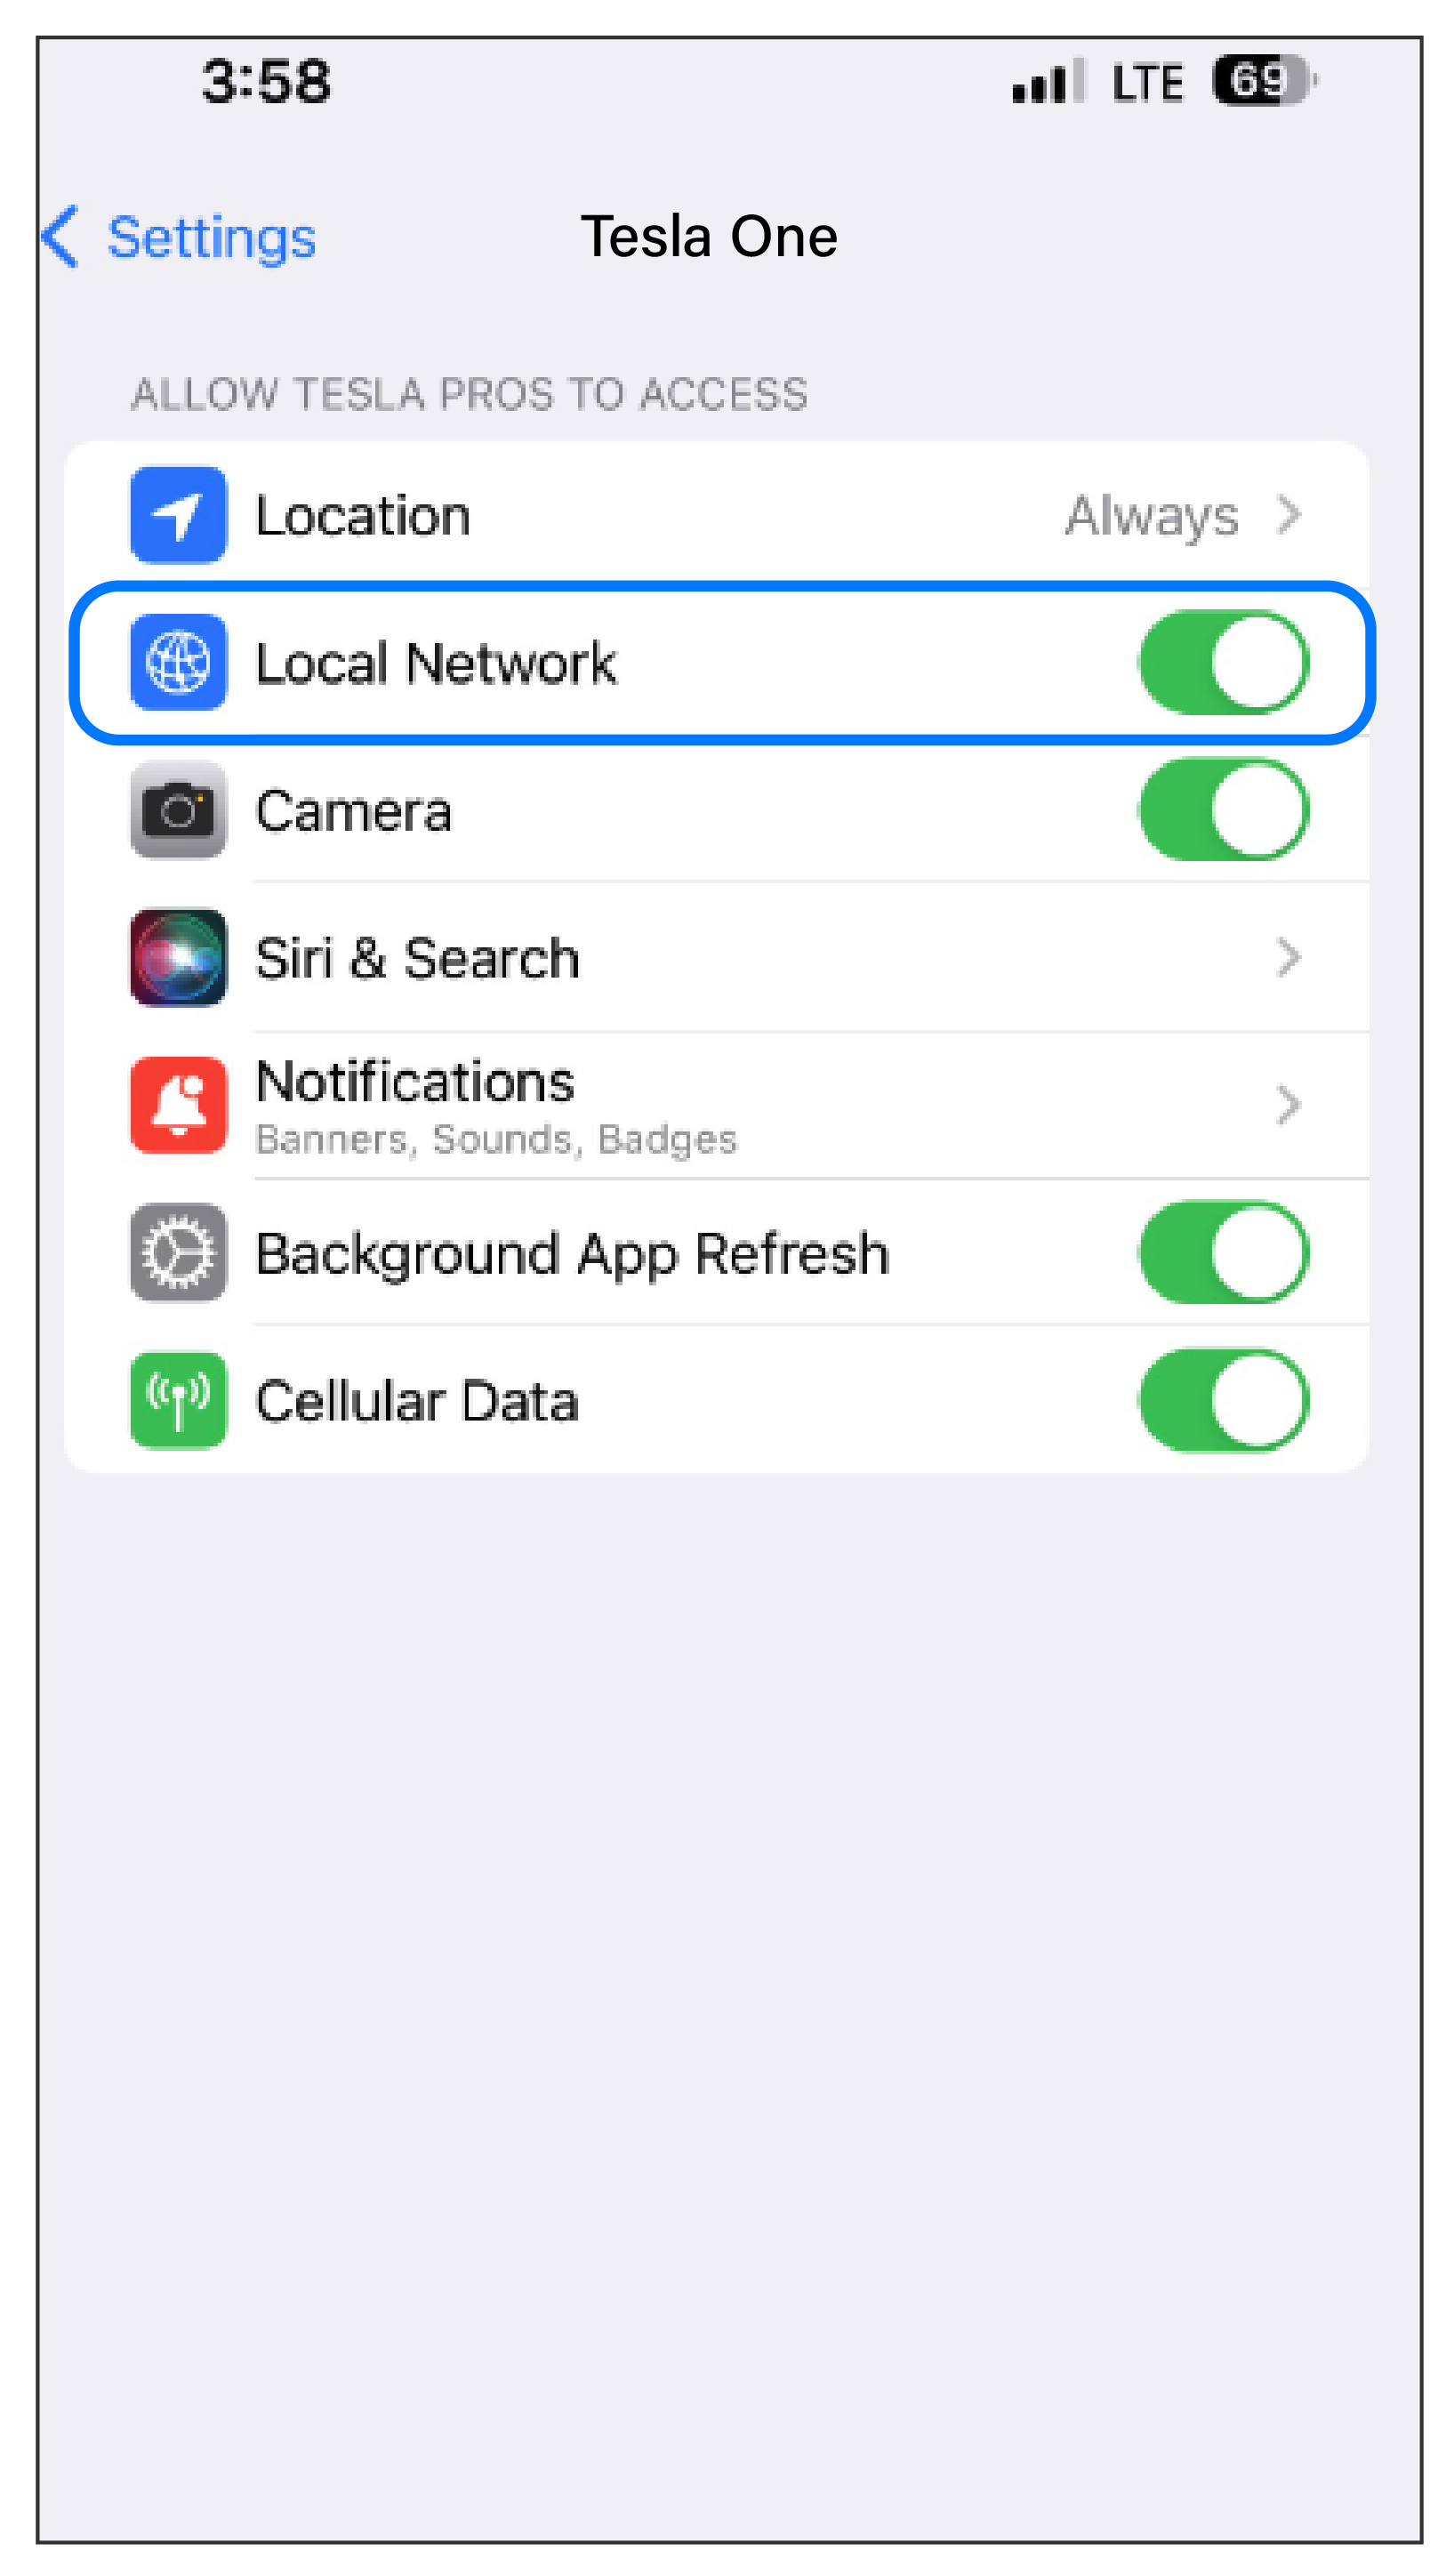 3:58 LTE 69
Settings Tesla One
ALLOW TESLA PROS TO ACCESS
Location Always
Local Network
Camera
Siri & Search
Notifications
Banners, Sounds, Badges
Background App Refresh
Cellular Data